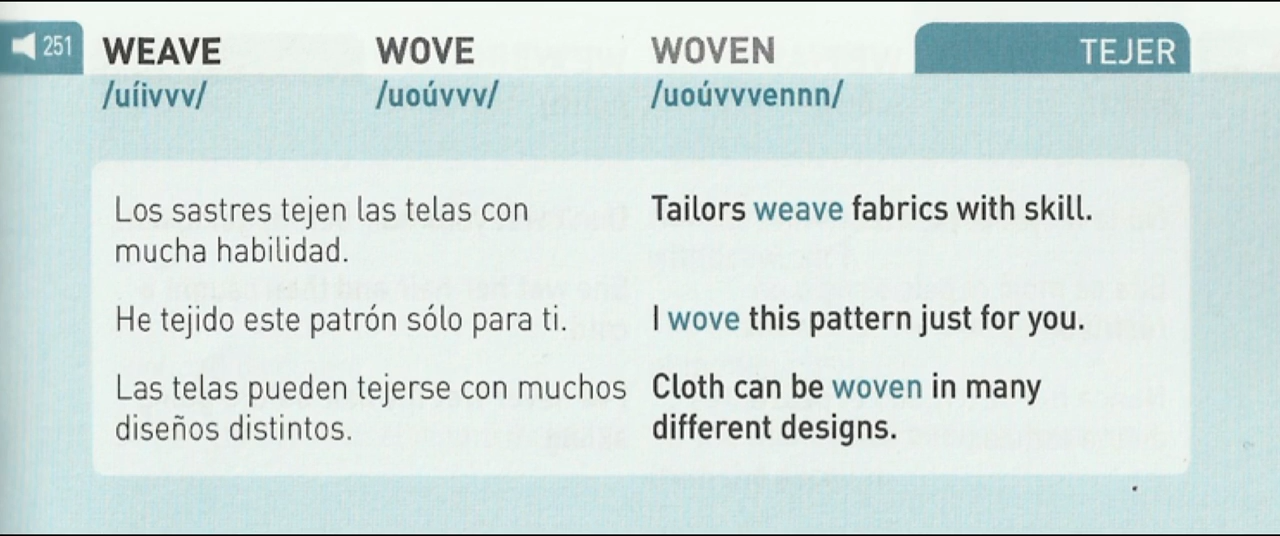 251 WEAVE WOVE WOVEN TEJER
/uíivvv/ /uoúvvv/ /uoúvvvennn/
Los sastres tejen las telas con
mucha habilidad.
Tailors weave fabrics with skill.
He tejido este patrón sólo para ti.
I wove this pattern just for you.
Las telas pueden tejerse con muchos
diseños distintos.
Cloth can be woven in many
different designs.